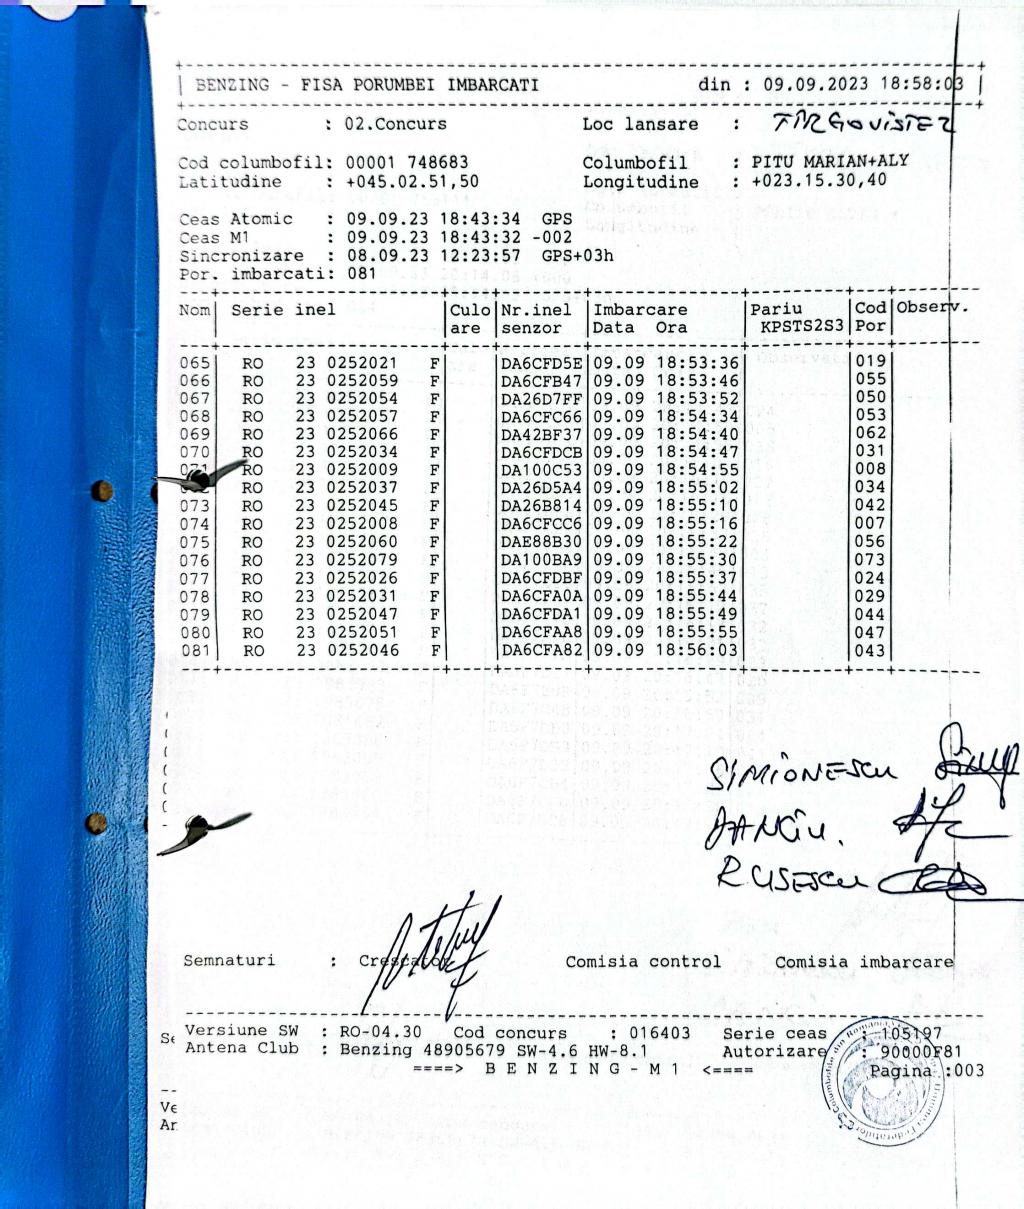 BENZING - FISA PORUMBEI IMBARCATI din : 09.09.2023 18:58:03
Concurs : 02.Concurs Loc lansare : TÎRGOVISTE 2
Cod columbofil: 00001 748683 Columbofil : PITU MARIAN+ALY
Latitudine : +045.02.51,50 Longitudine : +023.15.30,40
Ceas Atomic : 09.09.23 18:43:34 GPS
Ceas M1 : 09.09.23 18:43:32 -002
Sincronizare : 08.09.23 12:23:57 GPS+03h
Por. imbarcati: 081
Nom| Serie inel |Culo|Nr.inel |Imbarcare |Pariu |Cod|Observ.
|are |senzor |Data Ora | KPSTS2S3|Por|
065| RO 23 0252021 F| |DA6CFD5E|09.09 18:53:36| |019|
066| RO 23 0252059 F| |DA6CFB47|09.09 18:53:46| |055|
067| RO 23 0252054 F| |DA26D7FF|09.09 18:53:52| |050|
068| RO 23 0252057 F| |DA6CFC66|09.09 18:54:34| |053|
069| RO 23 0252066 F| |DA42BF37|09.09 18:54:40| |062|
070| RO 23 0252034 F| |DA6CFDCB|09.09 18:54:47| |031|
071| RO 23 0252009 F| |DA100C53|09.09 18:54:55| |008|
RO 23 0252037 F| |DA26D5A4|09.09 18:55:02| |034|
073| RO 23 0252045 F| |DA26B814|09.09 18:55:10| |042|
074| RO 23 0252008 F| |DA6CFCC6|09.09 18:55:16| |007|
075| RO 23 0252060 F| |DAE88B30|09.09 18:55:22| |056|
076| RO 23 0252079 F| |DA100BA9|09.09 18:55:30| |073|
077| RO 23 0252026 F| |DA6CFDBF|09.09 18:55:37| |024|
078| RO 23 0252031 F| |DA6CFA0A|09.09 18:55:44| |029|
079| RO 23 0252047 F| |DA6CFDA1|09.09 18:55:49| |044|
080| RO 23 0252051 F| |DA6CFAA8|09.09 18:55:55| |047|
081| RO 23 0252046 F| |DA6CFA82|09.09 18:56:03| |043|
SIMIONESCU
DANCIU.
RUSESCU
Semnaturi : Crescator Comisia control Comisia imbarcare
Versiune SW : RO-04.30 Cod concurs : 016403 Serie ceas : 105197
Antena Club : Benzing 48905679 SW-4.6 HW-8.1 Autorizare : 90000F81
====> B E N Z I N G - M 1 <==== Pagina :003